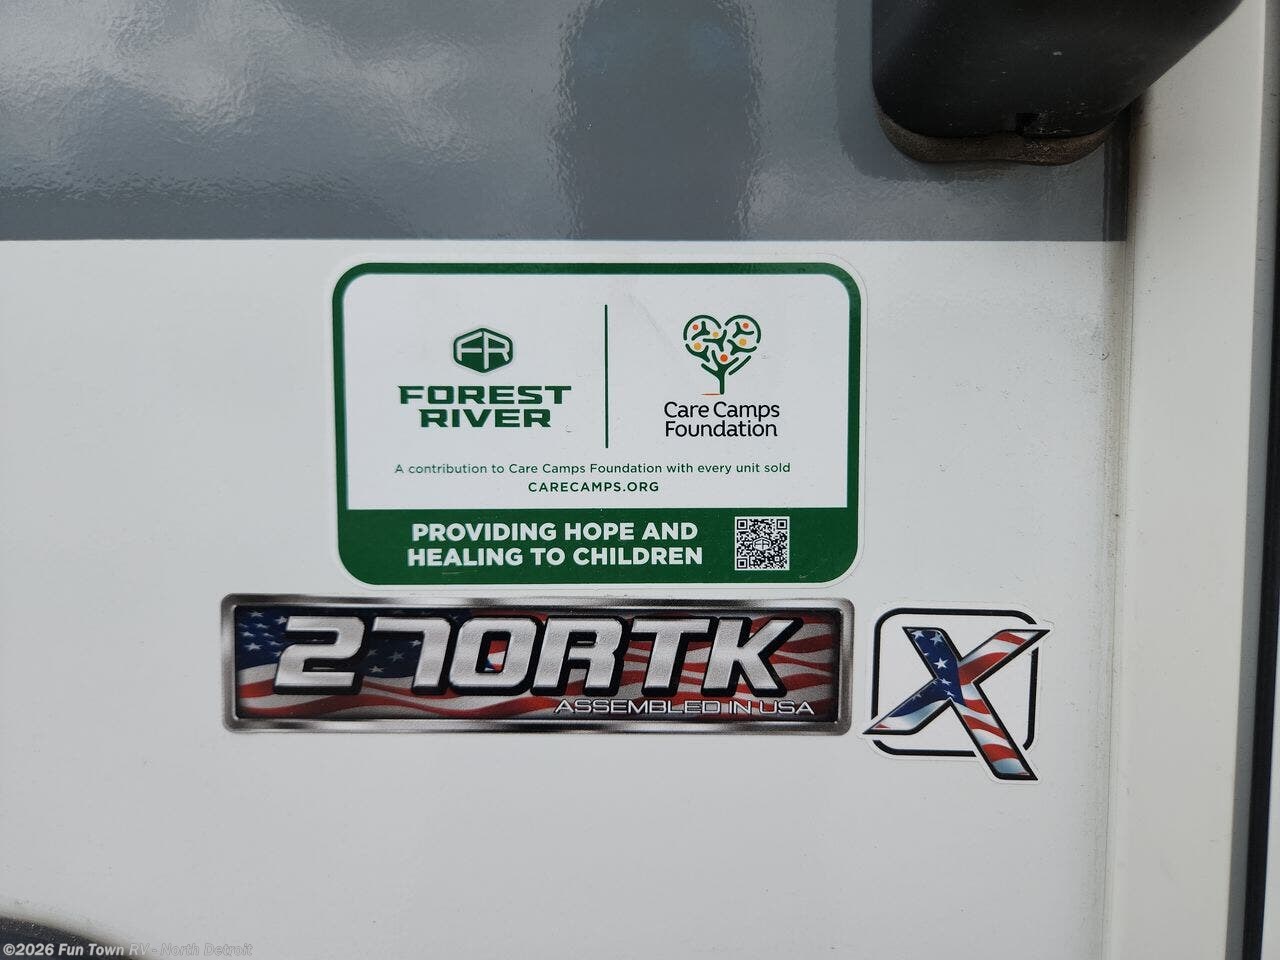 FR
FOREST
RIVER
Care Camps
Foundation
A contribution to Care Camps Foundation with every unit sold
CARECAMPS.ORG
PROVIDING HOPE AND
HEALING TO CHILDREN
270RTK
ASSEMBLED IN USA
X
©2026 Fun Town RV - North Detroit